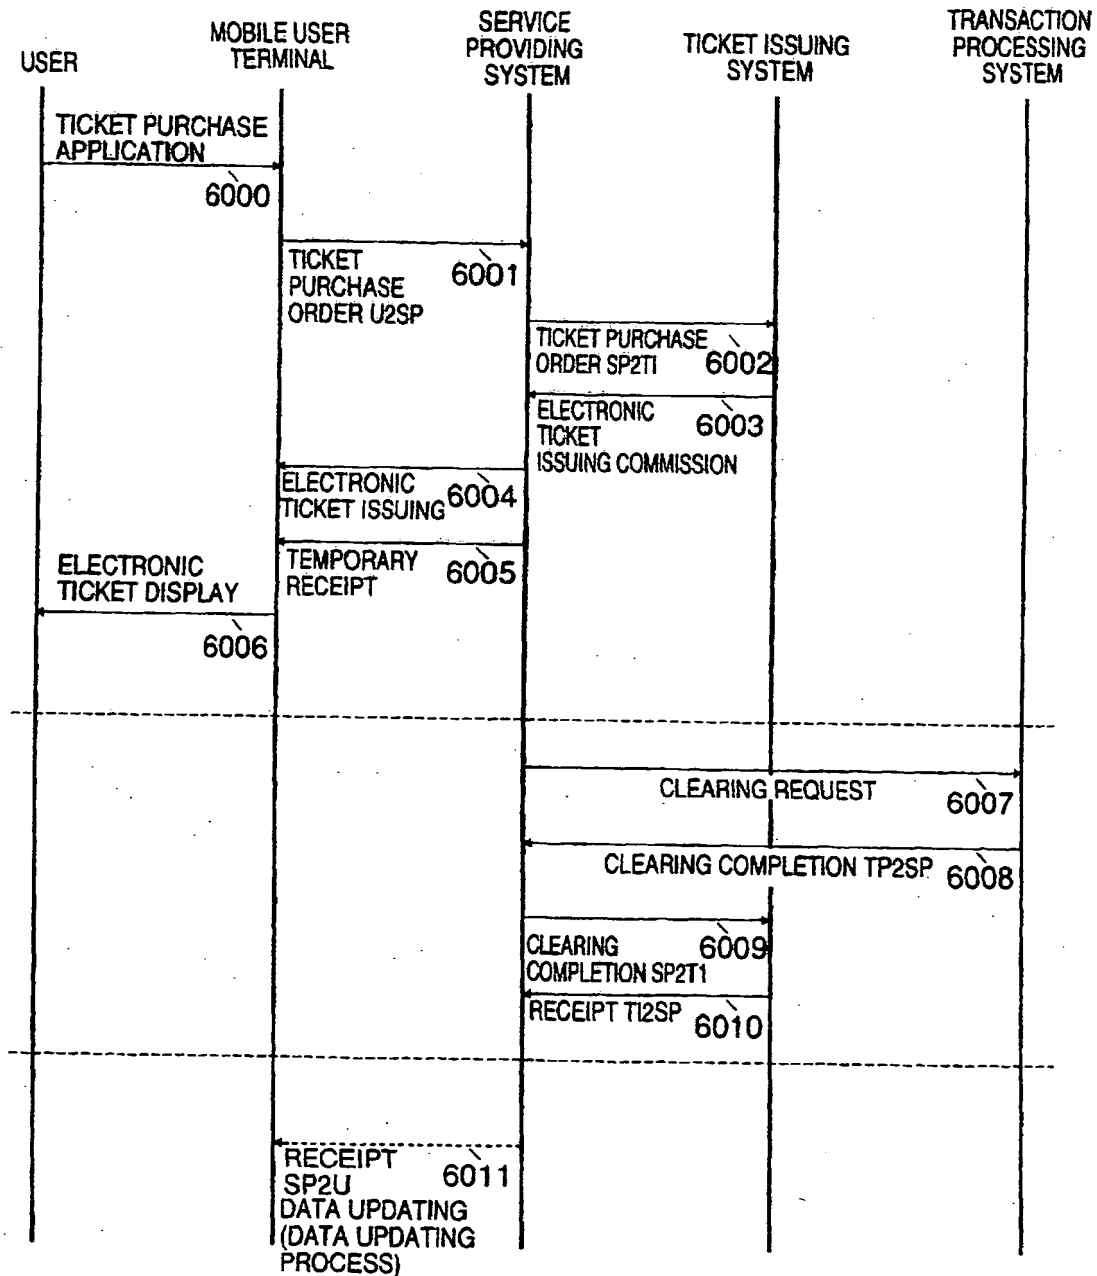 USER
MOBILE USER
TERMINAL
SERVICE
PROVIDING
SYSTEM
TICKET ISSUING
SYSTEM
TRANSACTION
PROCESSING
SYSTEM
TICKET PURCHASE
APPLICATION
6000
TICKET
PURCHASE
ORDER U2SP
6001
TICKET PURCHASE
ORDER SP2TI
6002
ELECTRONIC
TICKET
ISSUING COMMISSION
6003
ELECTRONIC
TICKET ISSUING
6004
TEMPORARY
RECEIPT
6005
ELECTRONIC
TICKET DISPLAY
6006
CLEARING REQUEST
6007
CLEARING COMPLETION TP2SP
6008
CLEARING
COMPLETION SP2T1
6009
RECEIPT TI2SP
6010
RECEIPT
SP2U
DATA UPDATING
(DATA UPDATING
PROCESS)
6011